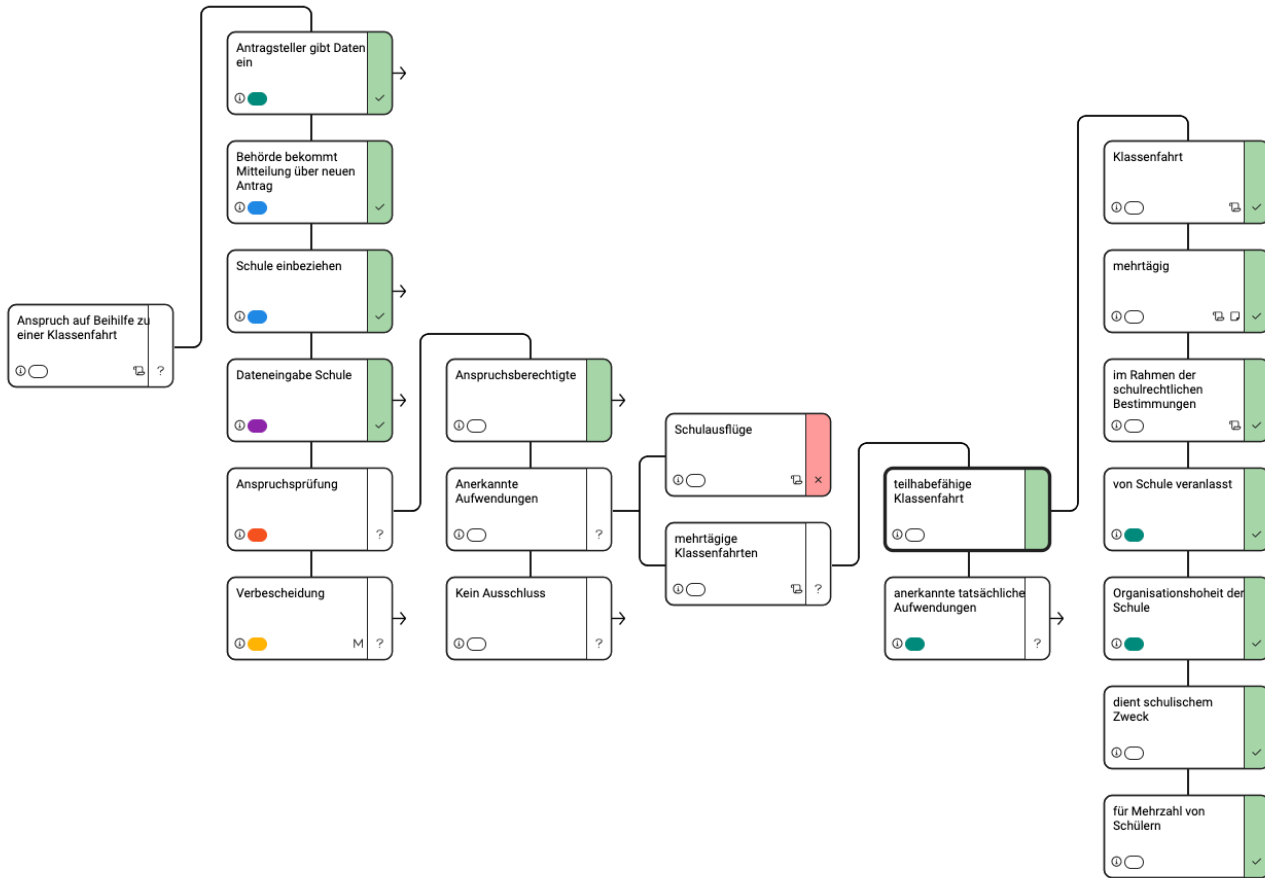 Antragsteller gibt Daten
ein
Behörde bekommt
Mitteilung über neuen
Antrag
Schule einbeziehen
Anspruch auf Beihilfe zu
einer Klassenfahrt
?
Dateneingabe Schule
Anspruchsprüfung
?
Verbescheidung
M ?
Anspruchsberechtigte
Anerkannte
Aufwendungen
?
Kein Ausschluss
?
Schulausflüge
mehrtägige
Klassenfahrten
?
teilhabefähige
Klassenfahrt
anerkannte tatsächliche
Aufwendungen
?
Klassenfahrt
mehrtägig
im Rahmen der
schulrechtlichen
Bestimmungen
von Schule veranlasst
Organisationshoheit der
Schule
dient schulischem
Zweck
für Mehrzahl von
Schülern